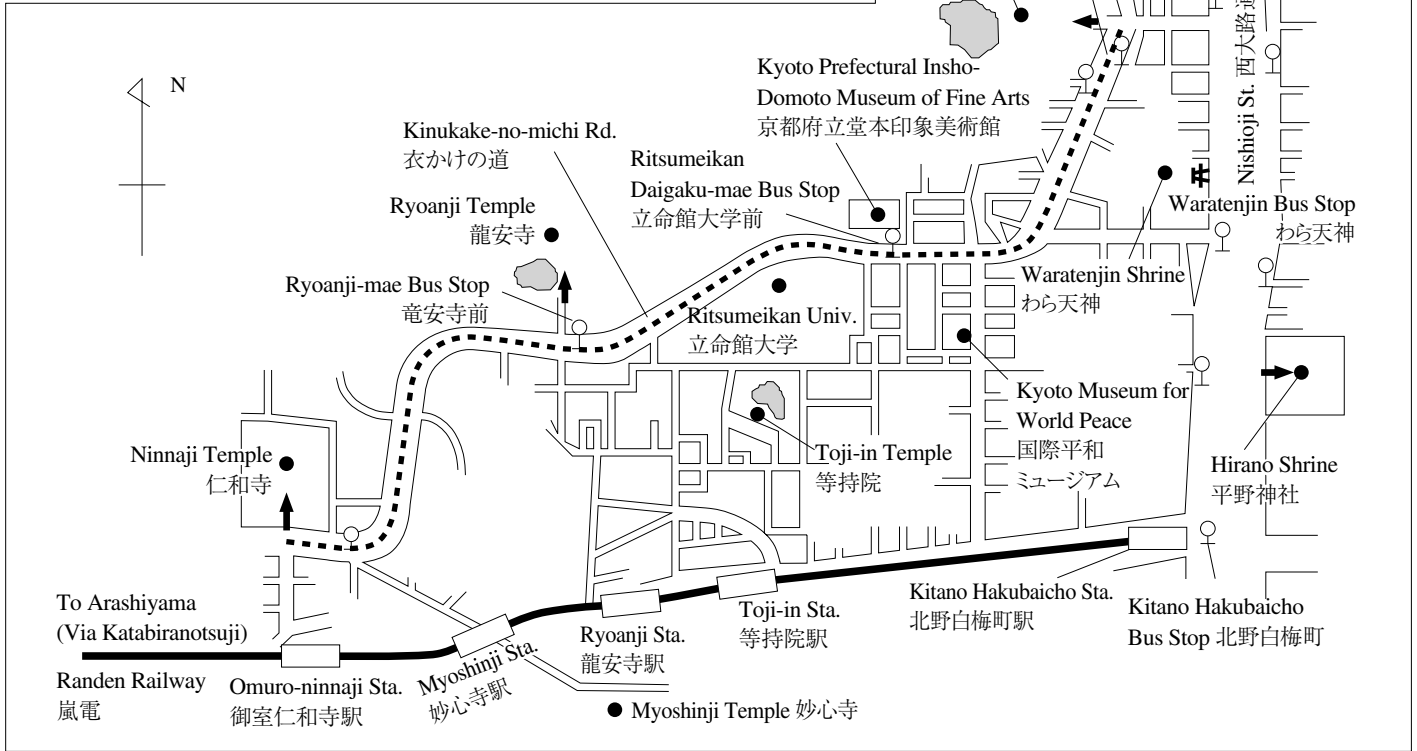 N
Kyoto Prefectural Insho-
Domoto Museum of Fine Arts
京都府立堂本印象美術館
Nishioji St. 西大路通
Kinukake-no-michi Rd.
衣かけの道
Ritsumeikan
Daigaku-mae Bus Stop
立命館大学前
Ryoanji Temple
龍安寺
Waratenjin Bus Stop
わら天神
Waratenjin Shrine
わら天神
Ryoanji-mae Bus Stop
竜安寺前
Ritsumeikan Univ.
立命館大学
Kyoto Museum for
World Peace
国際平和
ミュージアム
Ninnaji Temple
仁和寺
Toji-in Temple
等持院
Hirano Shrine
平野神社
To Arashiyama
(Via Katabiranotsuji)
Randen Railway
嵐電
Omuro-ninnaji Sta.
御室仁和寺駅
Myoshinji Sta.
妙心寺駅
Ryoanji Sta.
龍安寺駅
Toji-in Sta.
等持院駅
Kitano Hakubaicho Sta.
北野白梅町駅
Kitano Hakubaicho
Bus Stop 北野白梅町
Myoshinji Temple 妙心寺